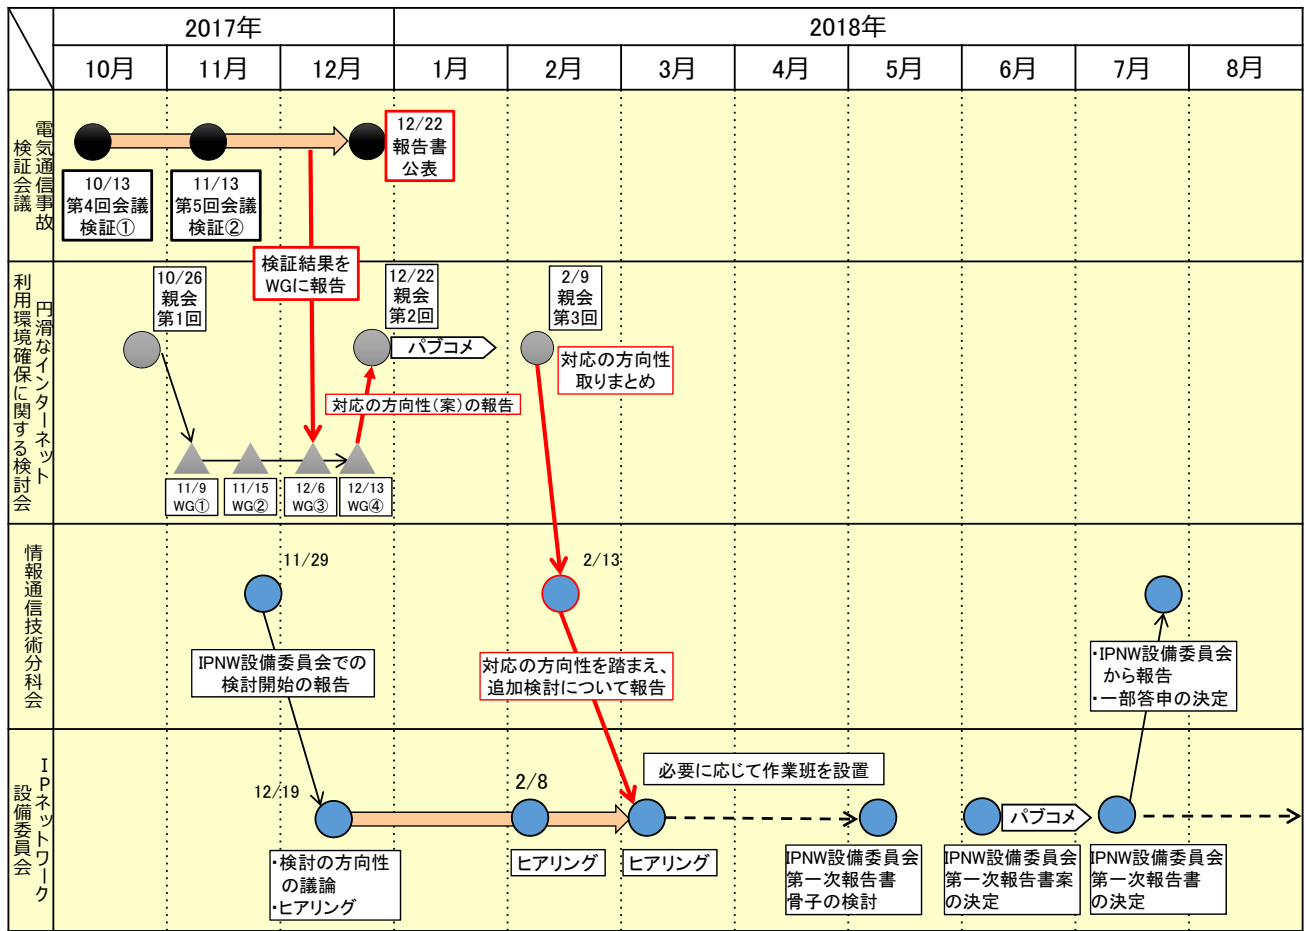 2017年
2018年
10月
11月
12月
1月
2月
3月
4月
5月
6月
7月
8月
電気通信事故
検証会議
10/13
第4回会議
検証①
11/13
第5回会議
検証②
12/22
報告書
公表
検証結果を
WGに報告
円滑なインターネット
利用環境確保に関する検討会
10/26
親会
第1回
12/22
親会
第2回
パブコメ
2/9
親会
第3回
対応の方向性
取りまとめ
対応の方向性(案)の報告
11/9
WG①
11/15
WG②
12/6
WG③
12/13
WG④
情報通信技術分科会
11/29
2/13
IPNW設備委員会での
検討開始の報告
対応の方向性を踏まえ、
追加検討について報告
・IPNW設備委員会
から報告
・一部答申の決定
IPネットワーク
設備委員会
12/19
2/8
必要に応じて作業班を設置
パブコメ
・検討の方向性
の議論
・ヒアリング
ヒアリング
ヒアリング
IPNW設備委員会
第一次報告書
骨子の検討
IPNW設備委員会
第一次報告書案
の決定
IPNW設備委員会
第一次報告書
の決定